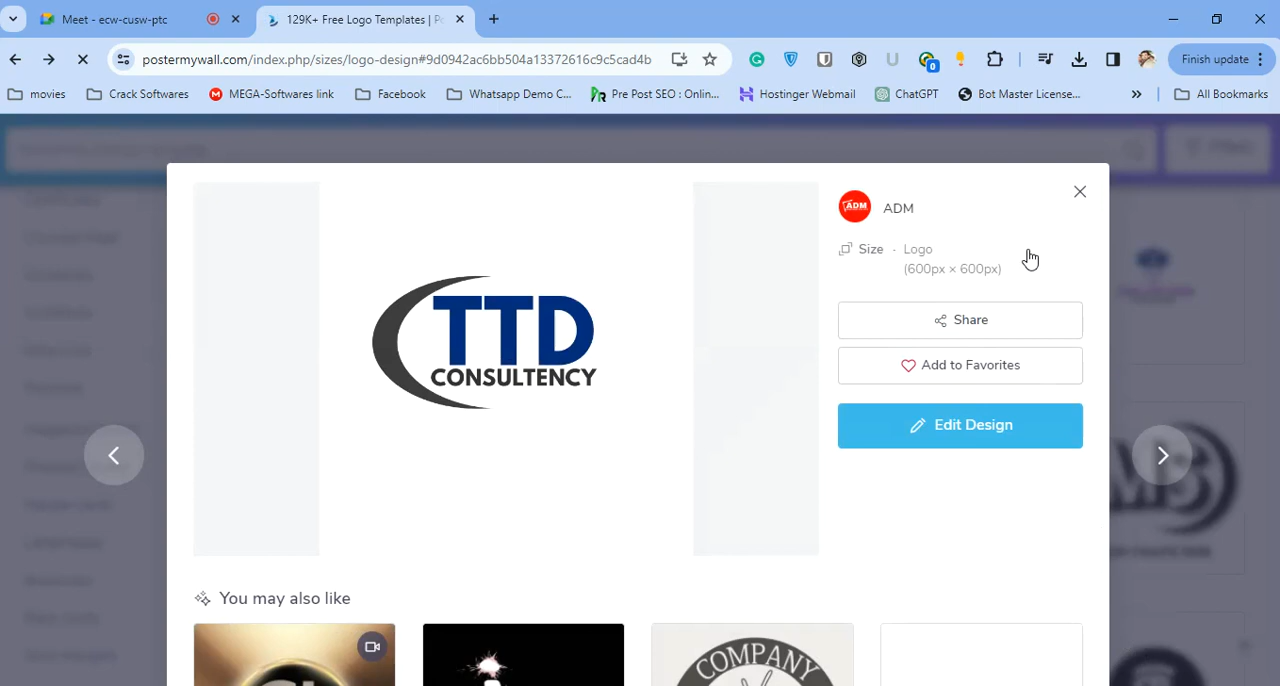 Meet - ecw-cusw-ptc
129K+ Free Logo Templates | P
postermywall.com/index.php/sizes/logo-design#9d0942ac6bb504a13372616c9c5cad4b
0
Finish update
movies
Crack Softwares
MEGA-Softwares link
Facebook
Whatsapp Demo C...
Pre Post SEO : Onlin...
Hostinger Webmail
ChatGPT
Bot Master License...
All Bookmarks
TTD
CONSULTENCY
ADM
ADM
Size - Logo
(600px × 600px)
Share
Add to Favorites
Edit Design
You may also like
COMPANY